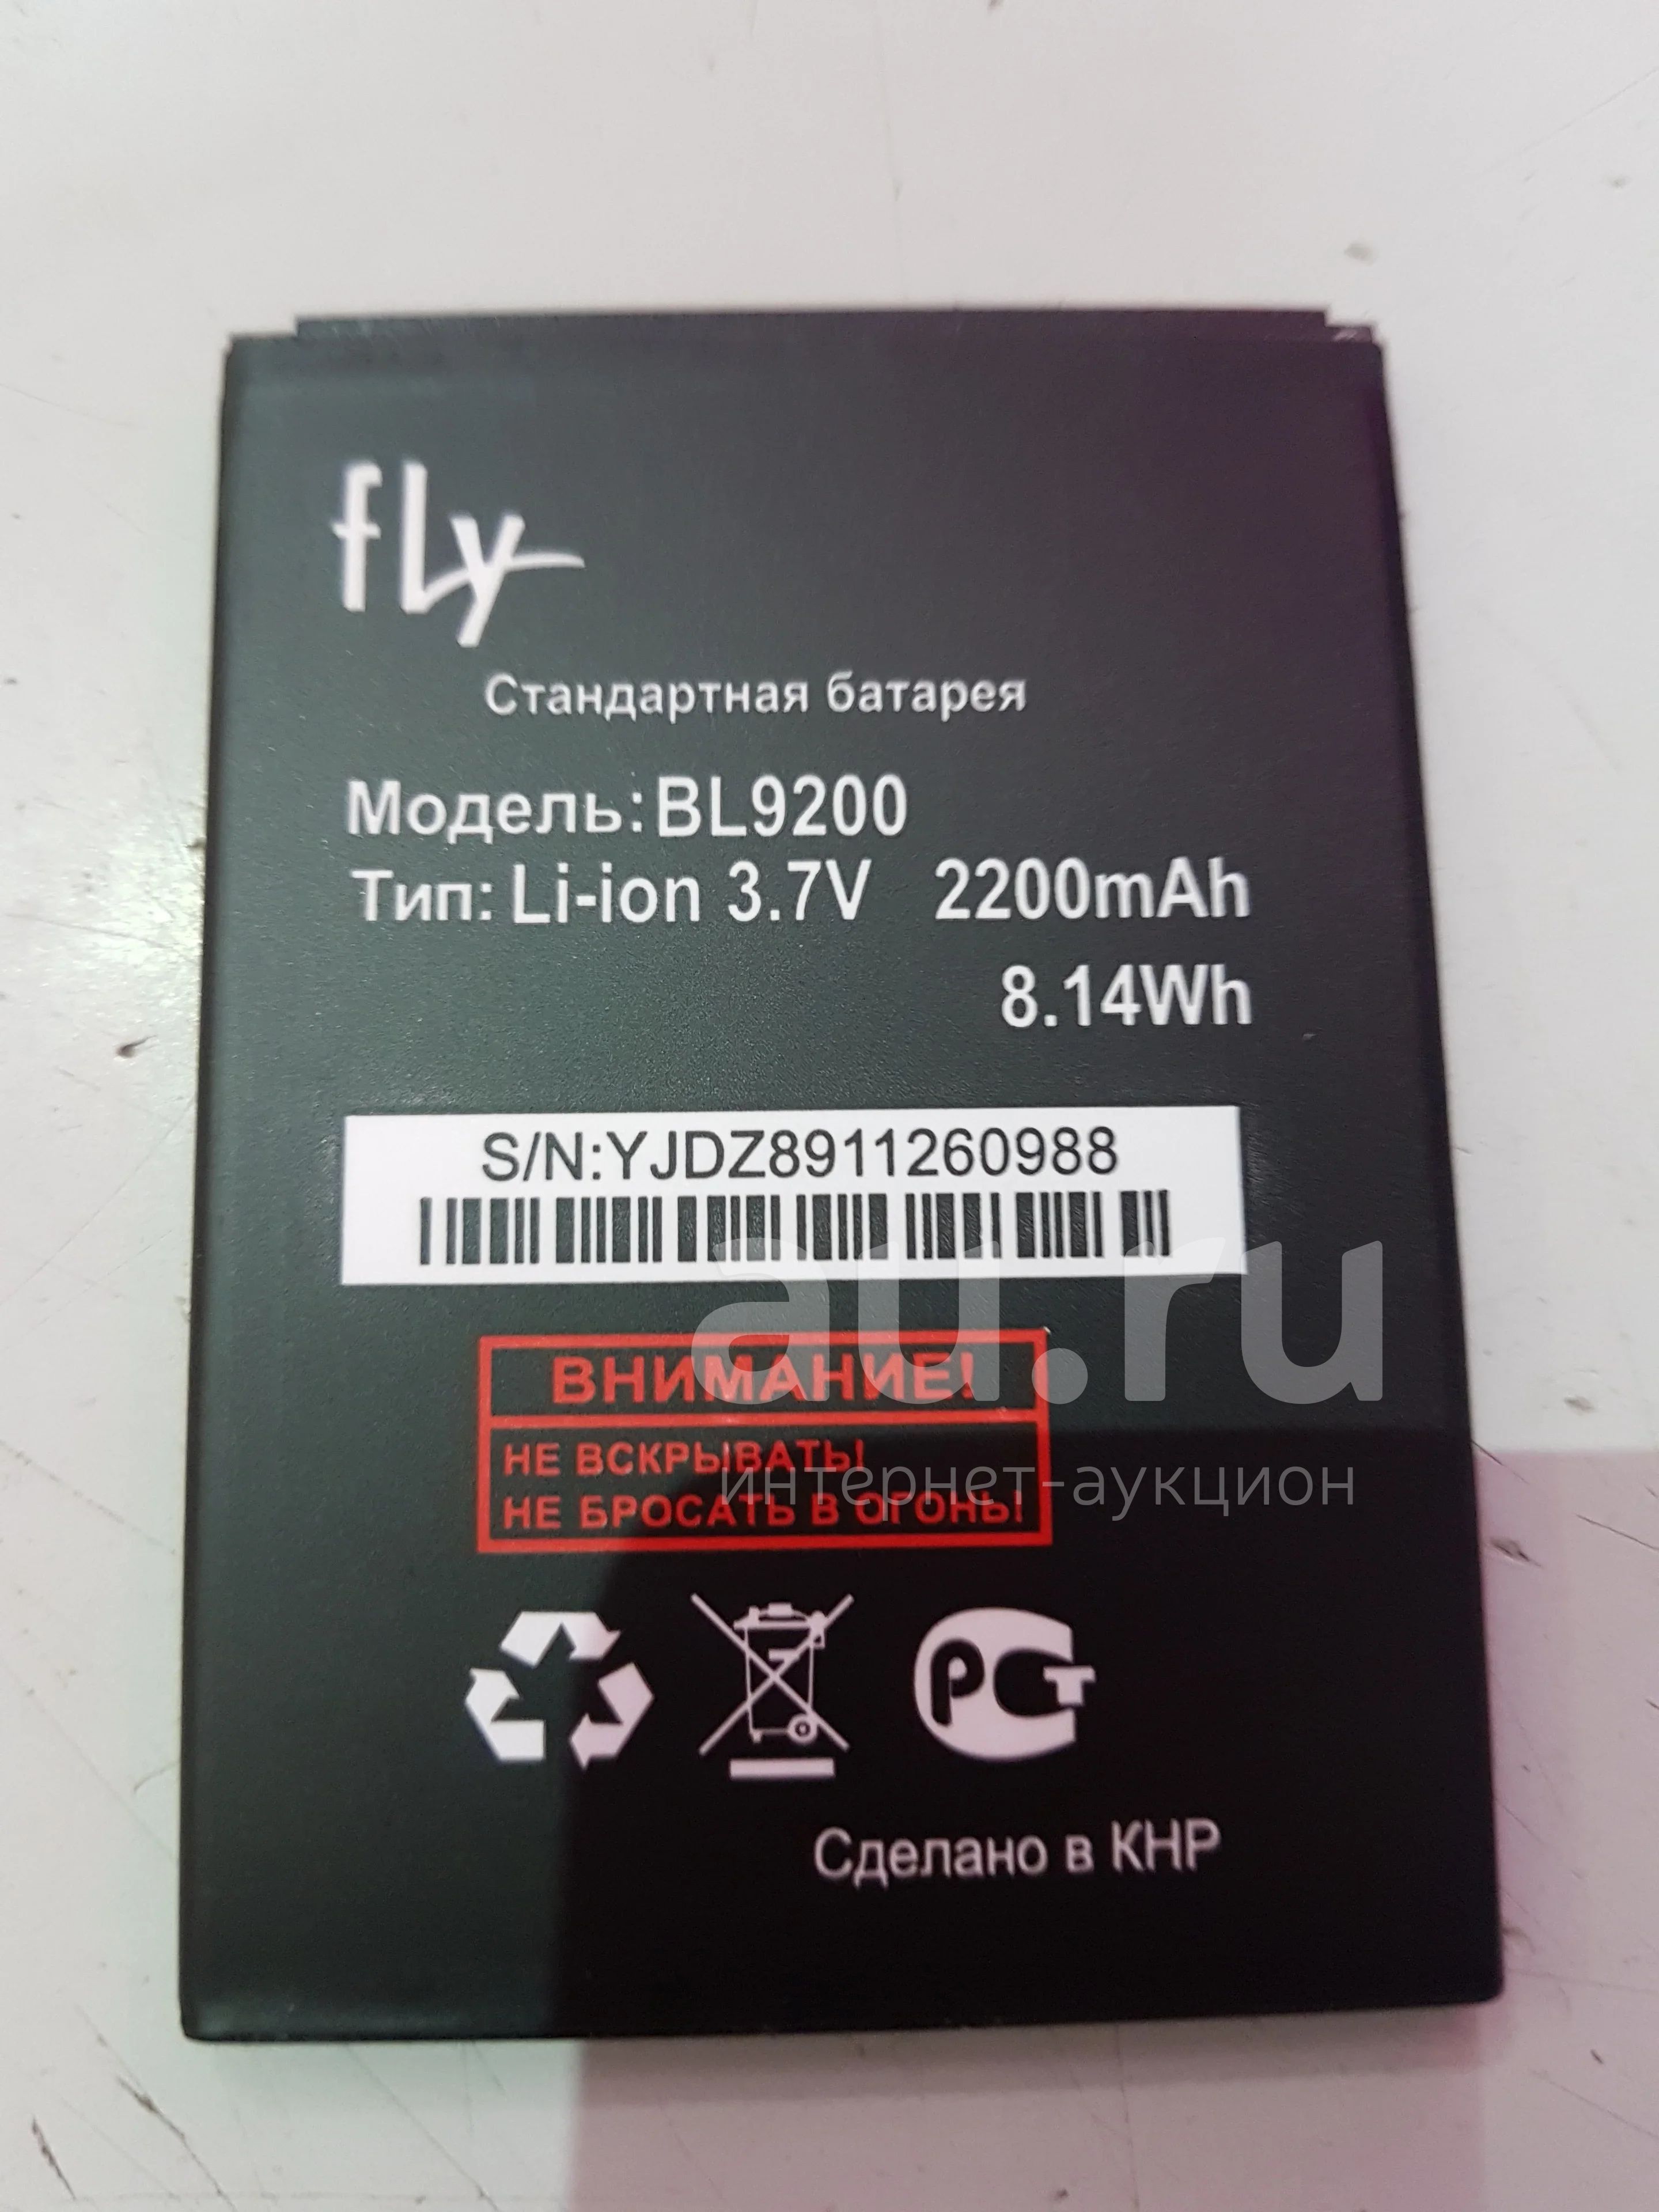 fly
Стандартная батарея
Модель: BL9200
Тип: Li-ion 3.7V 2200mAh
8.14Wh
S/N:YJDZ8911260988
au.ru
ВНИМАНИЕ!
НЕ ВСКРЫВАТЬ!
интернет-аукцион
НЕ БРОСАТЬ В ОГОНЬ!
РСТ
Сделано в КНР